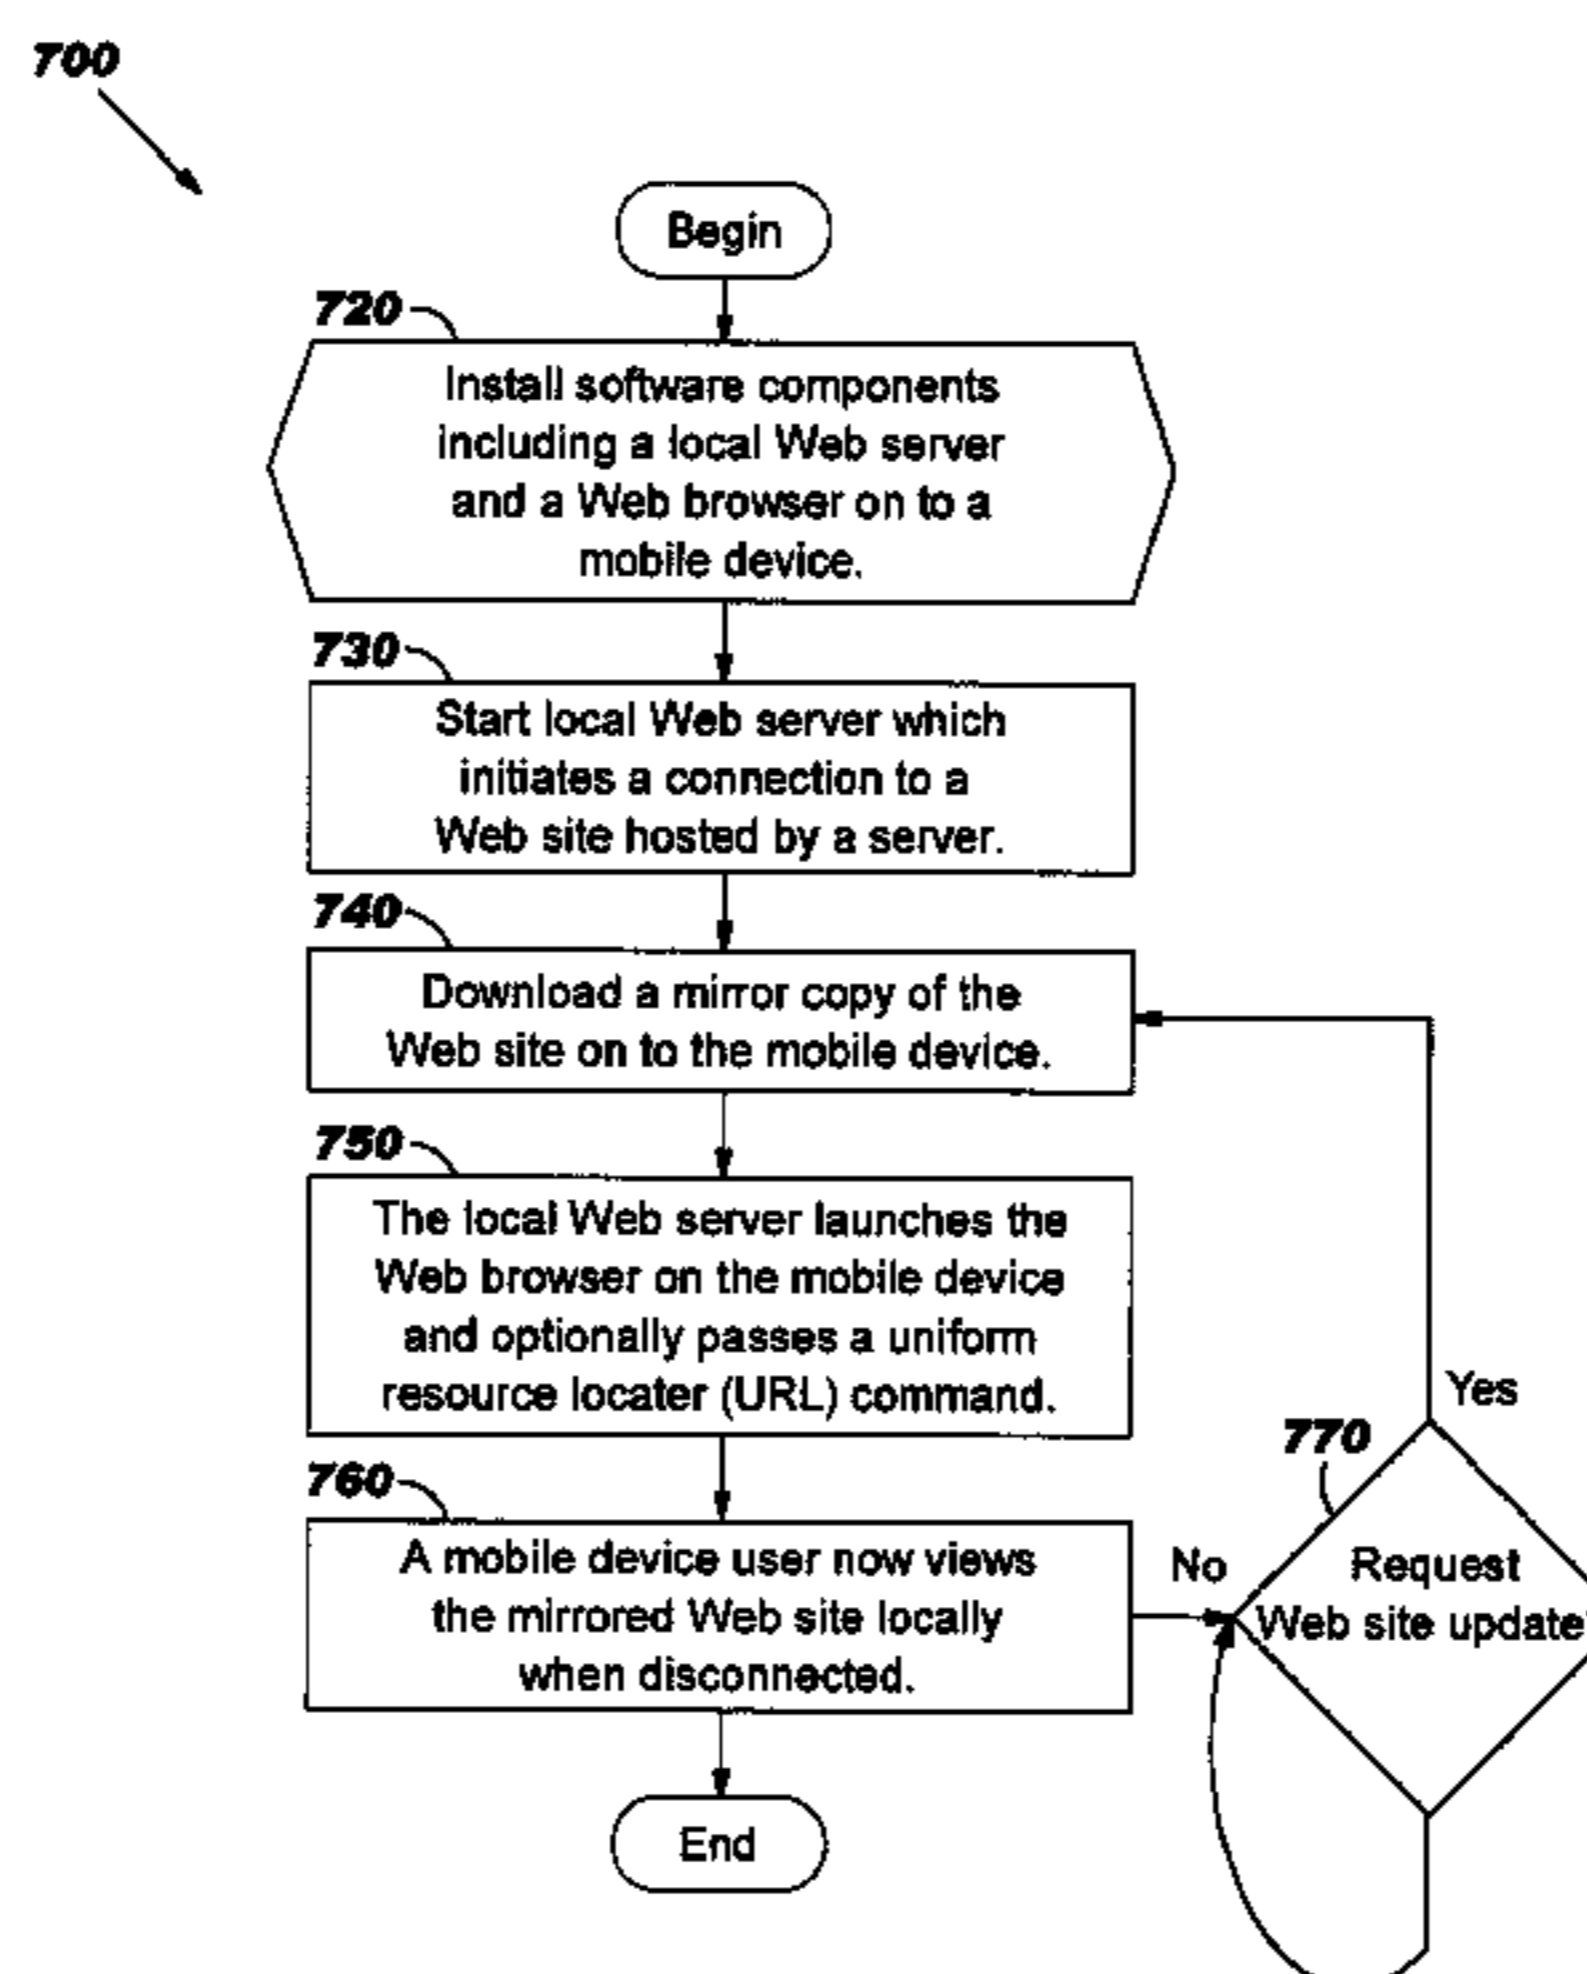 700
Begin
720
Install software components
including a local Web server
and a Web browser on to a
mobile device.
730
Start local Web server which
initiates a connection to a
Web site hosted by a server.
740
Download a mirror copy of the
Web site on to the mobile device.
750
The local Web server launches the
Web browser on the mobile device
and optionally passes a uniform
resource locater (URL) command.
Yes
770
760
A mobile device user now views
the mirrored Web site locally
when disconnected.
No
Request
Web site update
End